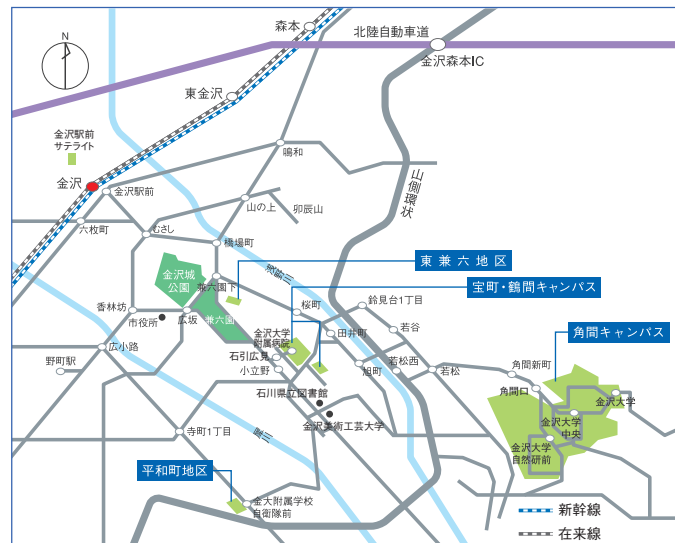 森本
北陸自動車道
金沢森本IC
N
東金沢
金沢駅前
サテライト
鳴和
金沢
金沢駅前
山側環状
山の上
卯辰山
六枚町
むさし
橋場町
浅野川
東兼六地区
宝町・鶴間キャンパス
金沢城
公園
兼六園下
鈴見台1丁目
角間キャンパス
香林坊
市役所
広坂
兼六園
桜町
金沢大学
附属病院
田井町
若谷
野町駅
広小路
石引広見
小立野
旭町
若松西
若松
角間新町
角間口
金沢大学
石川県立図書館
金沢美術工芸大学
金沢大学
中央
金沢大学
自然研前
寺町1丁目
犀川
平和町地区
金大附属学校
自衛隊前
新幹線
在来線